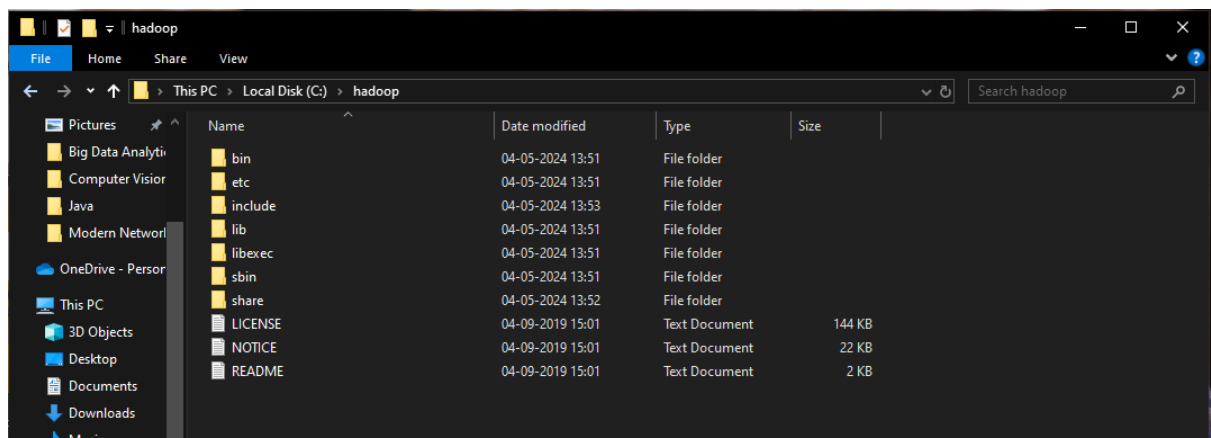 hadoop
File Home Share View
This PC > Local Disk (C:) > hadoop Search hadoop
Pictures
Big Data Analytic
Computer Vision
Java
Modern Networl
OneDrive - Person
This PC
3D Objects
Desktop
Documents
Downloads
Name Date modified Type Size
bin 04-05-2024 13:51 File folder
etc 04-05-2024 13:51 File folder
include 04-05-2024 13:53 File folder
lib 04-05-2024 13:51 File folder
libexec 04-05-2024 13:51 File folder
sbin 04-05-2024 13:51 File folder
share 04-05-2024 13:52 File folder
LICENSE 04-09-2019 15:01 Text Document 144 KB
NOTICE 04-09-2019 15:01 Text Document 22 KB
README 04-09-2019 15:01 Text Document 2 KB